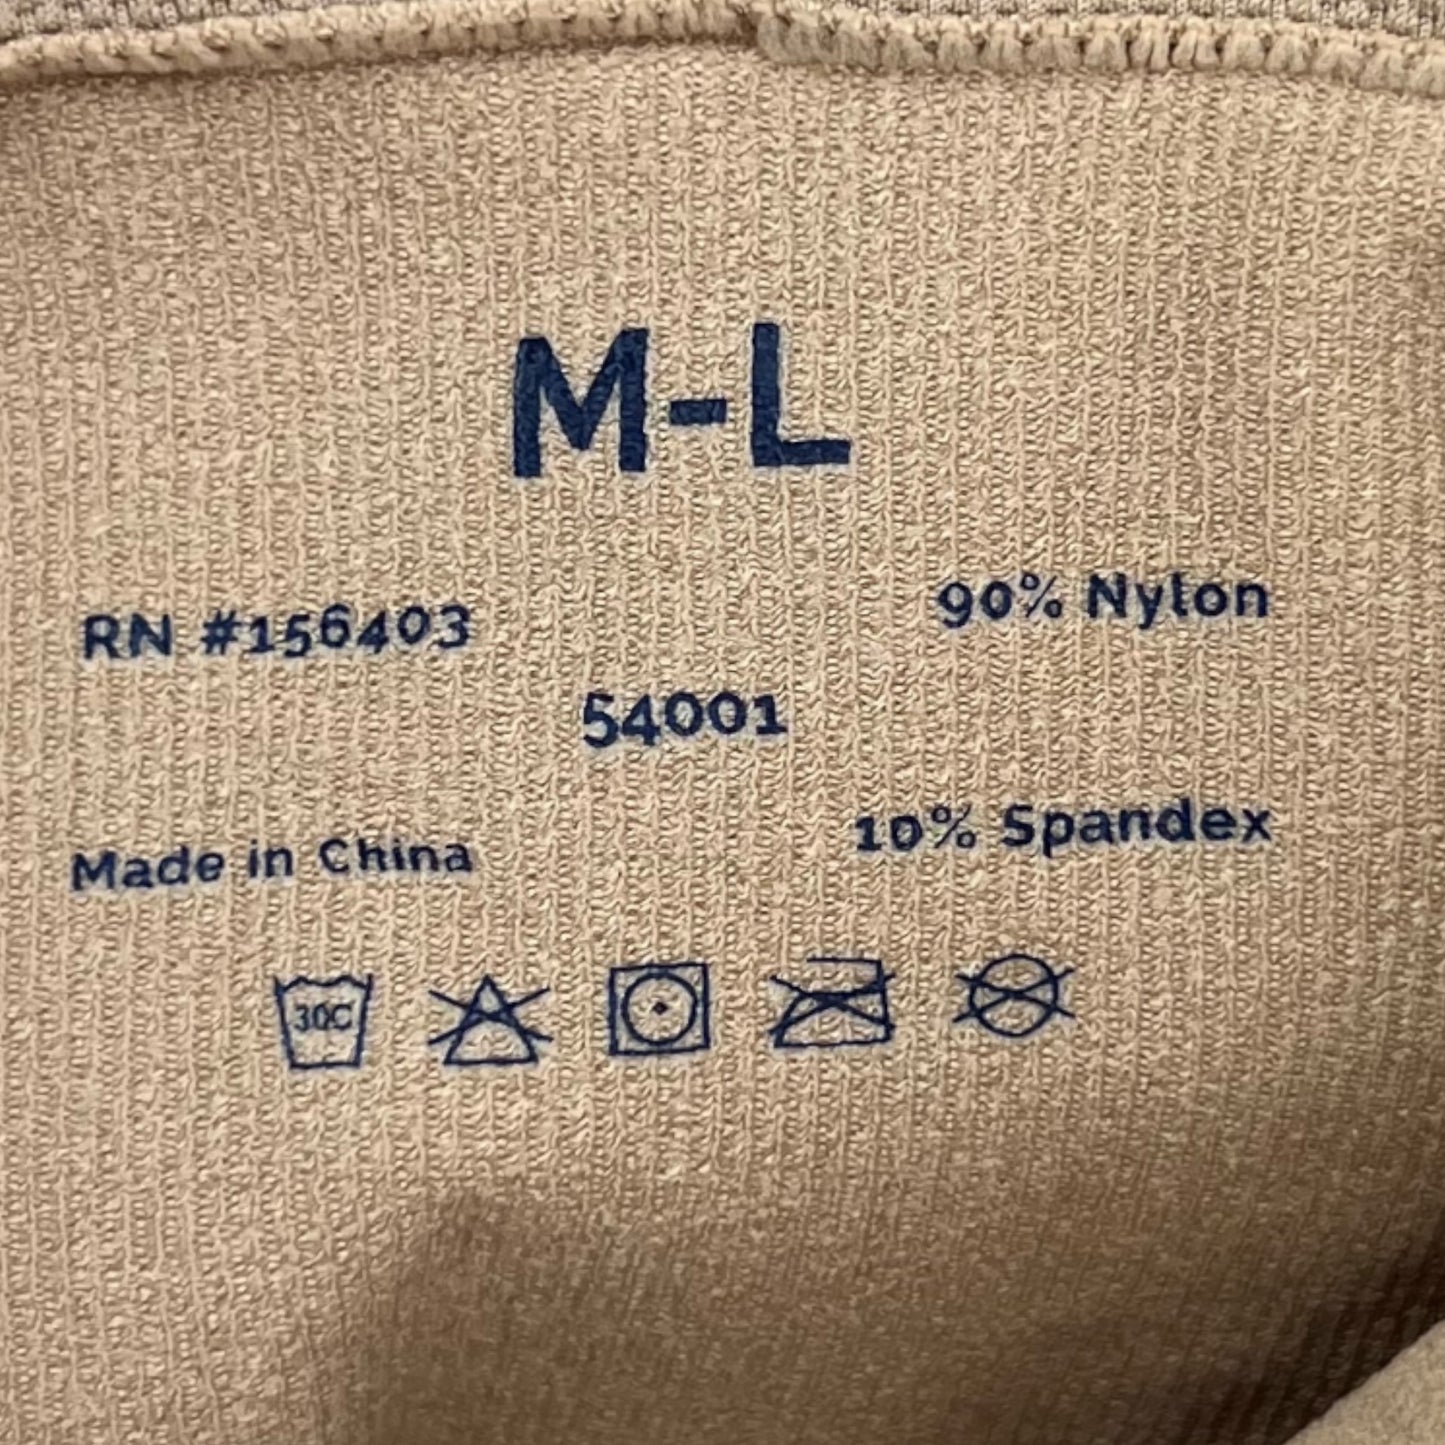 M-L
RN #156403
90% Nylon
54001
Made in China
10% Spandex
30C